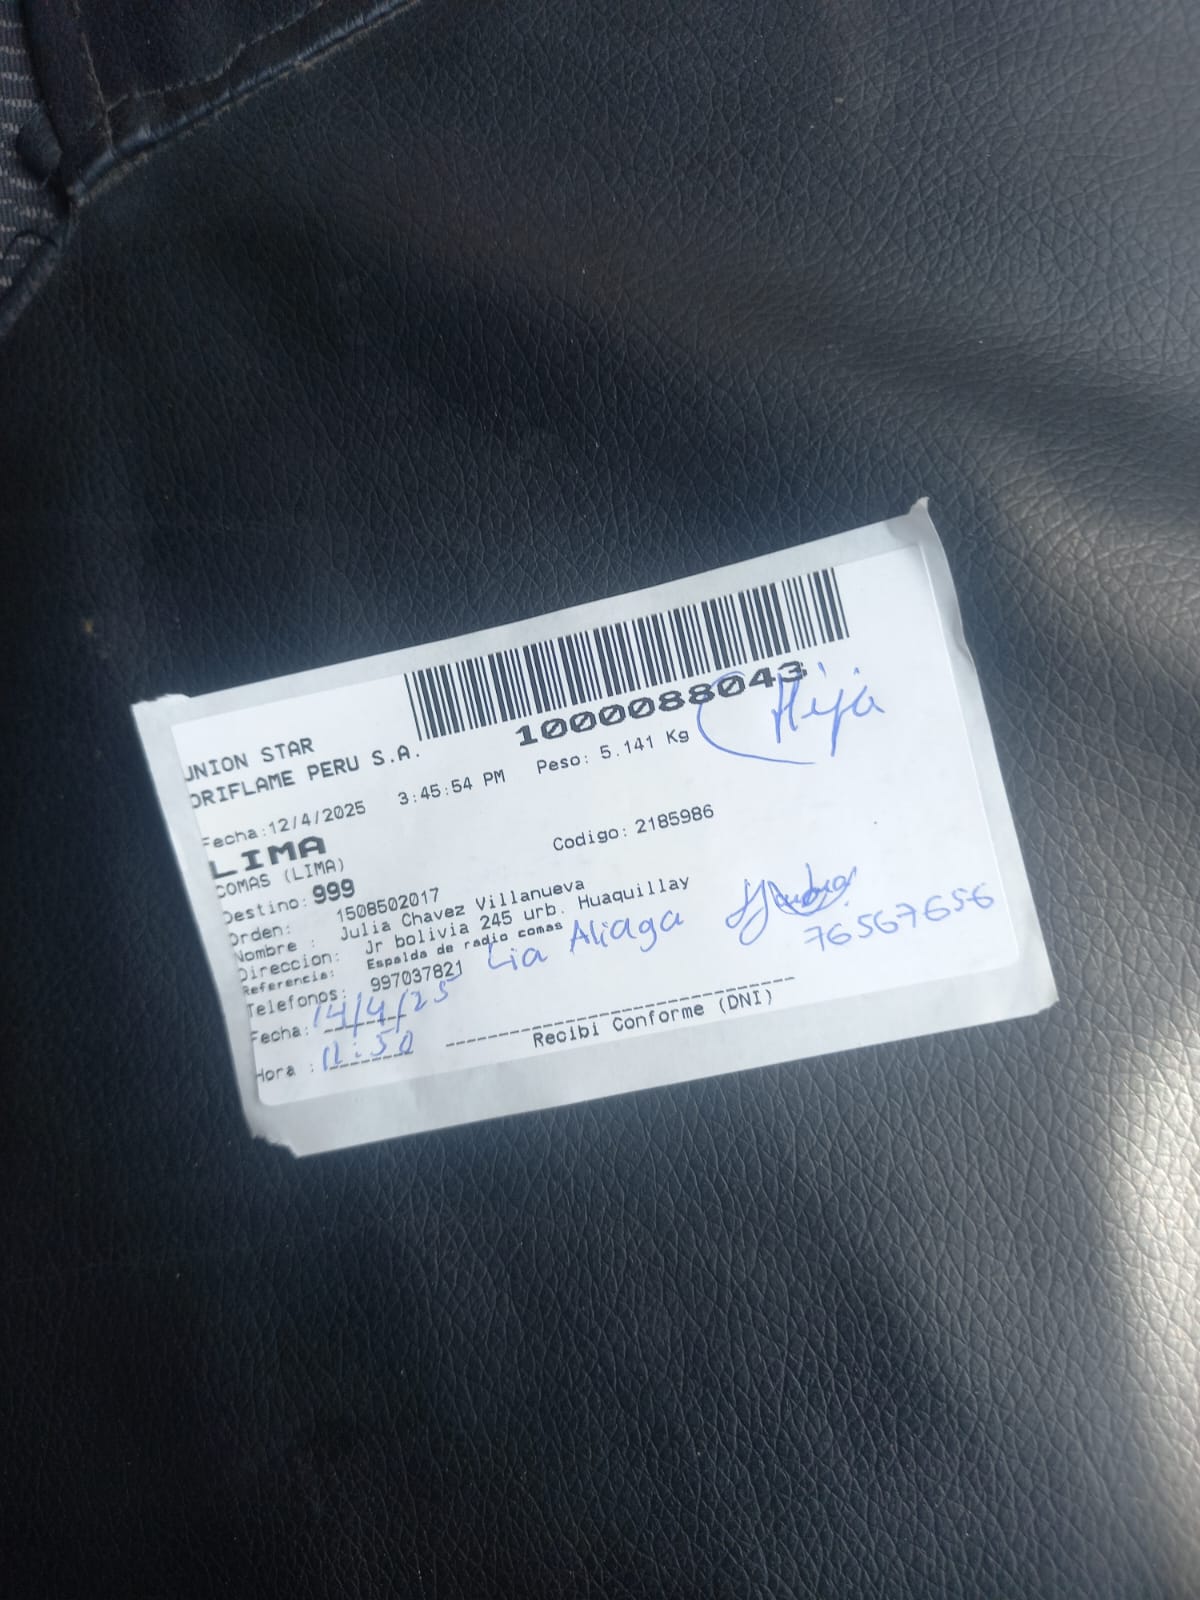 1000088043
Hija
UNION STAR
ORIFLAME PERU S.A.
Fecha:12/4/2025 3:45:54 PM Peso: 5.141 Kg
LIMA
COMAS (LIMA)
Destino: 999 Codigo: 2185986
Orden: 1508502017
Nombre : Julia Chavez Villanueva
Direccion: Jr bolivia 245 urb. Huaquillay
Referencia: Espalda de radio comas
Telefonos: 997037821 Lia Aliaga
76567656
Fecha: 14/4/25
Hora : 11:50
Recibi Conforme (DNI)